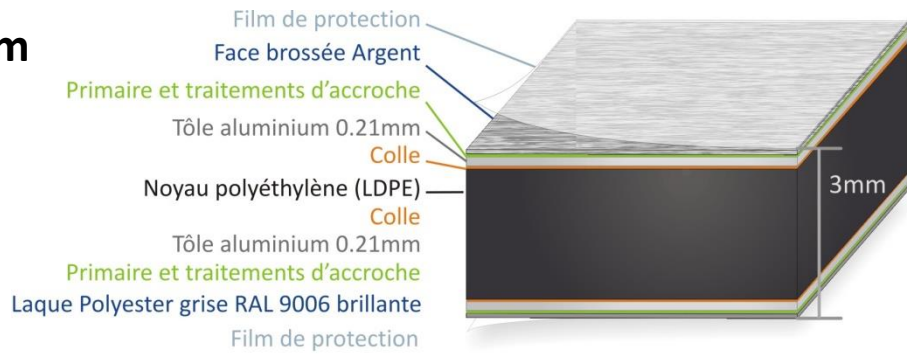 m
Film de protection
Face brossée Argent
Primaire et traitements d'accroche
Tôle aluminium 0.21mm
Colle
Noyau polyéthylène (LDPE)
Colle
Tôle aluminium 0.21mm
Primaire et traitements d'accroche
Laque Polyester grise RAL 9006 brillante
Film de protection
3mm